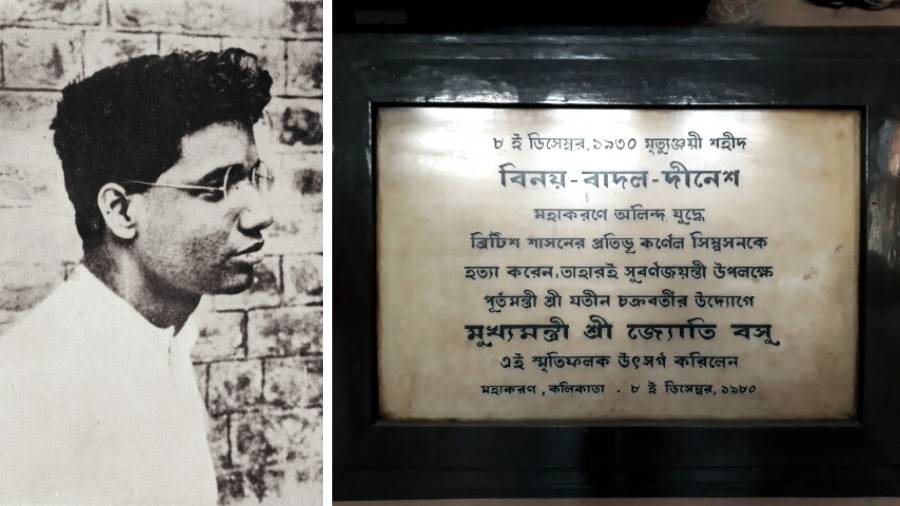 ৮ ই ডিসেম্বর, ১৯৩০ মৃত্যুঞ্জয়ী শহীদ
বিনয়-বাদল-দীনেশ
মহাকরণে অলিন্দ যুদ্ধে
ব্রিটিশ শাসনের প্রতিভূ কর্ণেল সিম্পসনকে
হত্যা করেন, তাহারই সুবর্ণজয়ন্তী উপলক্ষে
পূর্তমন্ত্রী শ্রী যতীন চক্রবর্তীর উদ্যোগে
মুখ্যমন্ত্রী শ্রী জ্যোতি বসু
এই স্মৃতিফলক উৎসর্গ করিলেন
মহাকরণ, কলিকাতা - ৮ ই ডিসেম্বর, ১৯৮০